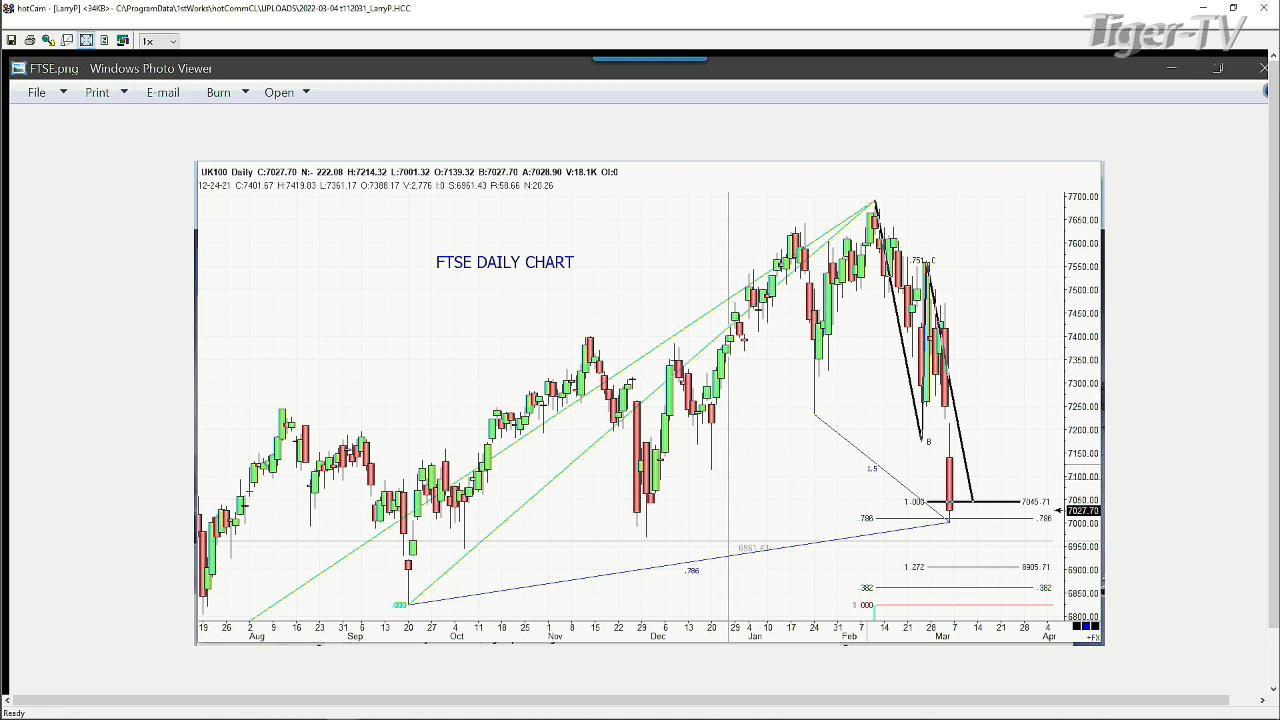 hotCam - [LarryP] <34KB>- C:\ProgramData\1stWorks\hotCommCL\UPLOADS\2022-03-04 t112031_LarryP.HCC
1x
Tiger-TV
FTSE.png Windows Photo Viewer
File Print E-mail Burn Open
UK100 Daily C:7027.70 N:- 222.08 H:7214.32 L:7001.32 O:7139.32 B:7027.70 A:7028.90 V:18.1K OI:0
12-24-21 C:7401.67 H:7419.83 L:7361.17 O:7388.17 V:2.776 I:0 S:6961.43 R:58.66 N:20.26
FTSE DAILY CHART
7700.00
7650.00
7600.00
.751 C
7550.00
7500.00
7450.00
7400.00
7350.00
7300.00
7250.00
7200.00
B
7150.00
1.5
7100.00
1.000 7045.71
7050.00
7027.70
.786 .786
7000.00
6961.43
6950.00
.786
1.272 6905.71
6900.00
.382 .382
6850.00
.000
1.000
6800.00
19 26 2 9 16 23 31 6 13 20 27 4 11 18 25 1 8 15 22 29 6 13 20 29 4 10 17 24 31 7 14 21 28 7 14 21 28 4
Aug Sep Oct Nov Dec Jan Feb Mar Apr
+FX
Ready